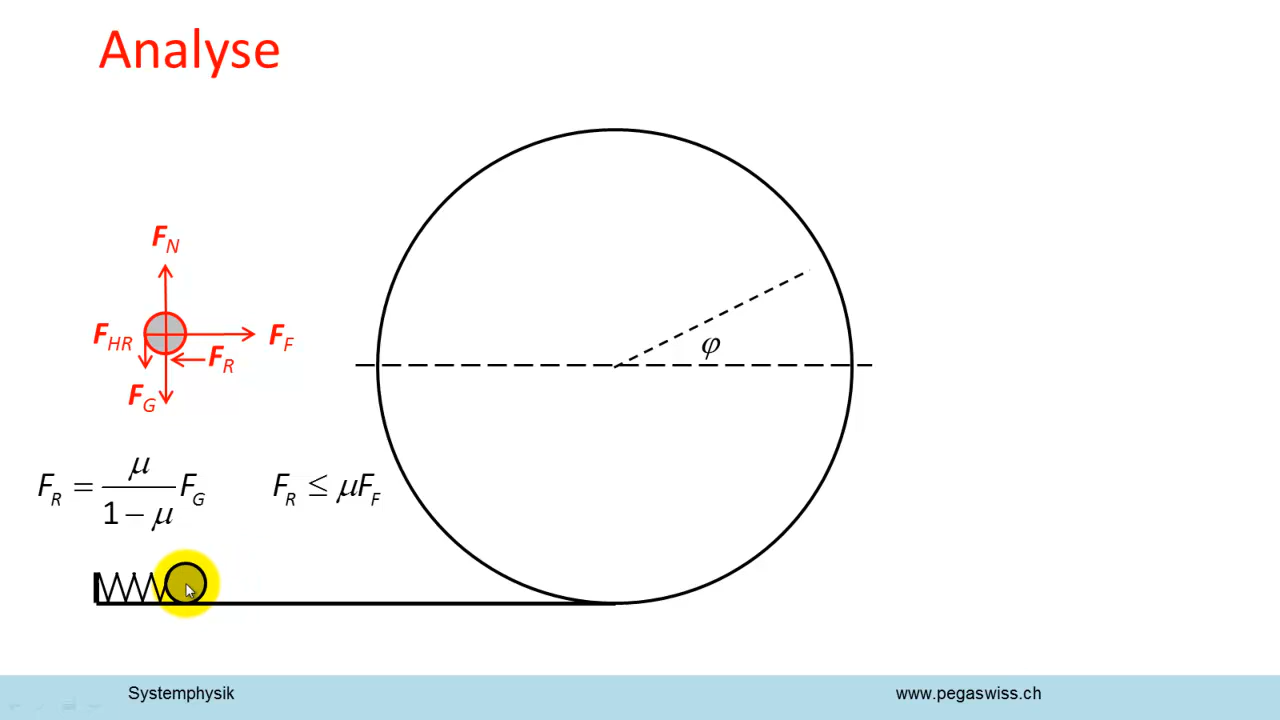 Analyse
F_N
F_HR
F_F
F_R
F_G
F_R = μ / (1 − μ) F_G
F_R ≤ μF_F
φ
Systemphysik
www.pegaswiss.ch